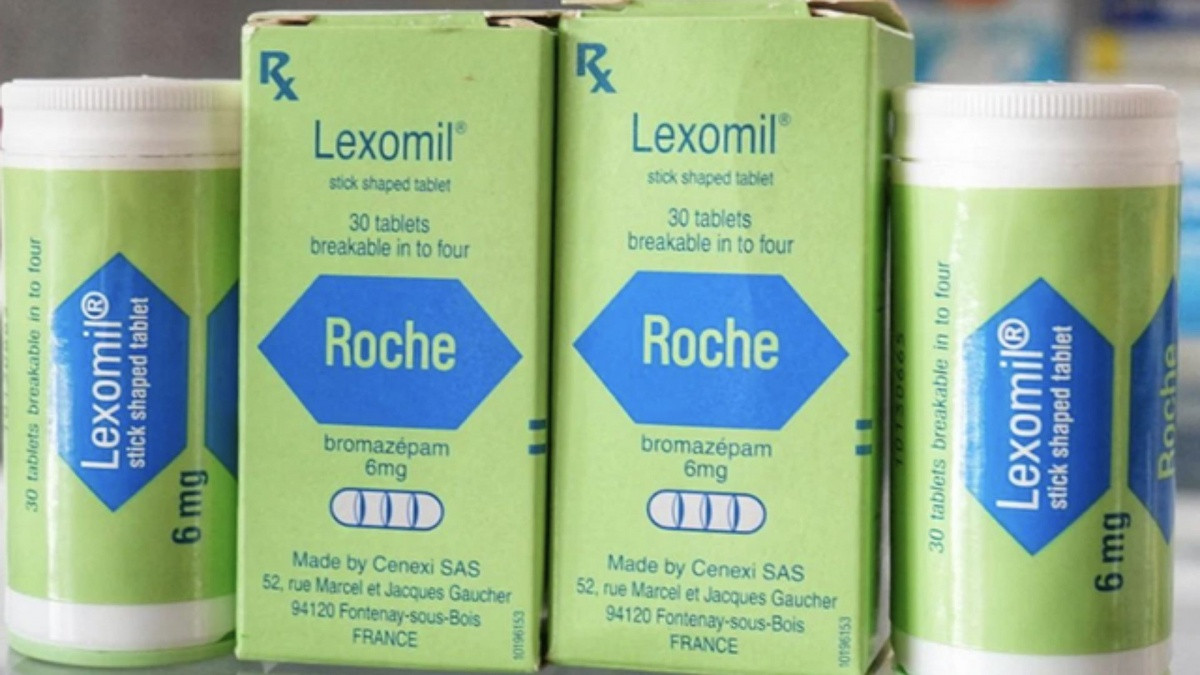 30 tablets breakable in to four
Lexomil®
stick shaped tablet
6 mg
Rx
Lexomil®
stick shaped tablet
30 tablets
breakable in to four
Roche
bromazépam
6mg
Made by Cenexi SAS
52, rue Marcel et Jacques Gaucher
94120 Fontenay-sous-Bois
FRANCE
10196153
Rx
Lexomil®
stick shaped tablet
30 tablets
breakable in to four
Roche
bromazépam
6mg
Made by Cenexi SAS
52, rue Marcel et Jacques Gaucher
94120 Fontenay-sous-Bois
FRANCE
10196153
30 tablets breakable in to four
Lexomil®
stick shaped tablet
6 mg
Roche